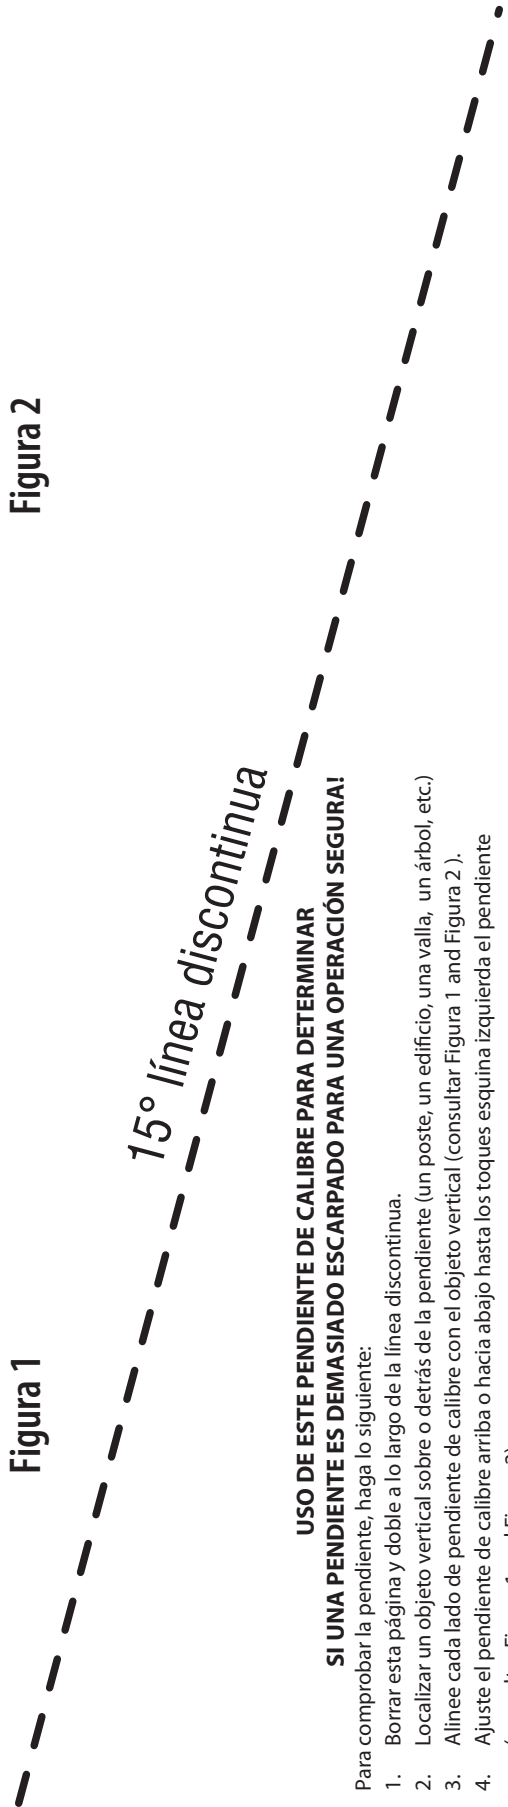 Figura 1
Figura 2
15° línea discontinua
USO DE ESTE PENDIENTE DE CALIBRE PARA DETERMINAR
SI UNA PENDIENTE ES DEMASIADO ESCARPADO PARA UNA OPERACIÓN SEGURA!
Para comprobar la pendiente, haga lo siguiente:
1. Borrar esta página y doble a lo largo de la línea discontinua.
2. Localizar un objeto vertical sobre o detrás de la pendiente (un poste, un edificio, una valla, un árbol, etc.)
3. Alinee cada lado de pendiente de calibre con el objeto vertical (consultar Figura 1 and Figura 2 ).
4. Ajuste el pendiente de calibre arriba o hacia abajo hasta los toques esquina izquierda el pendiente